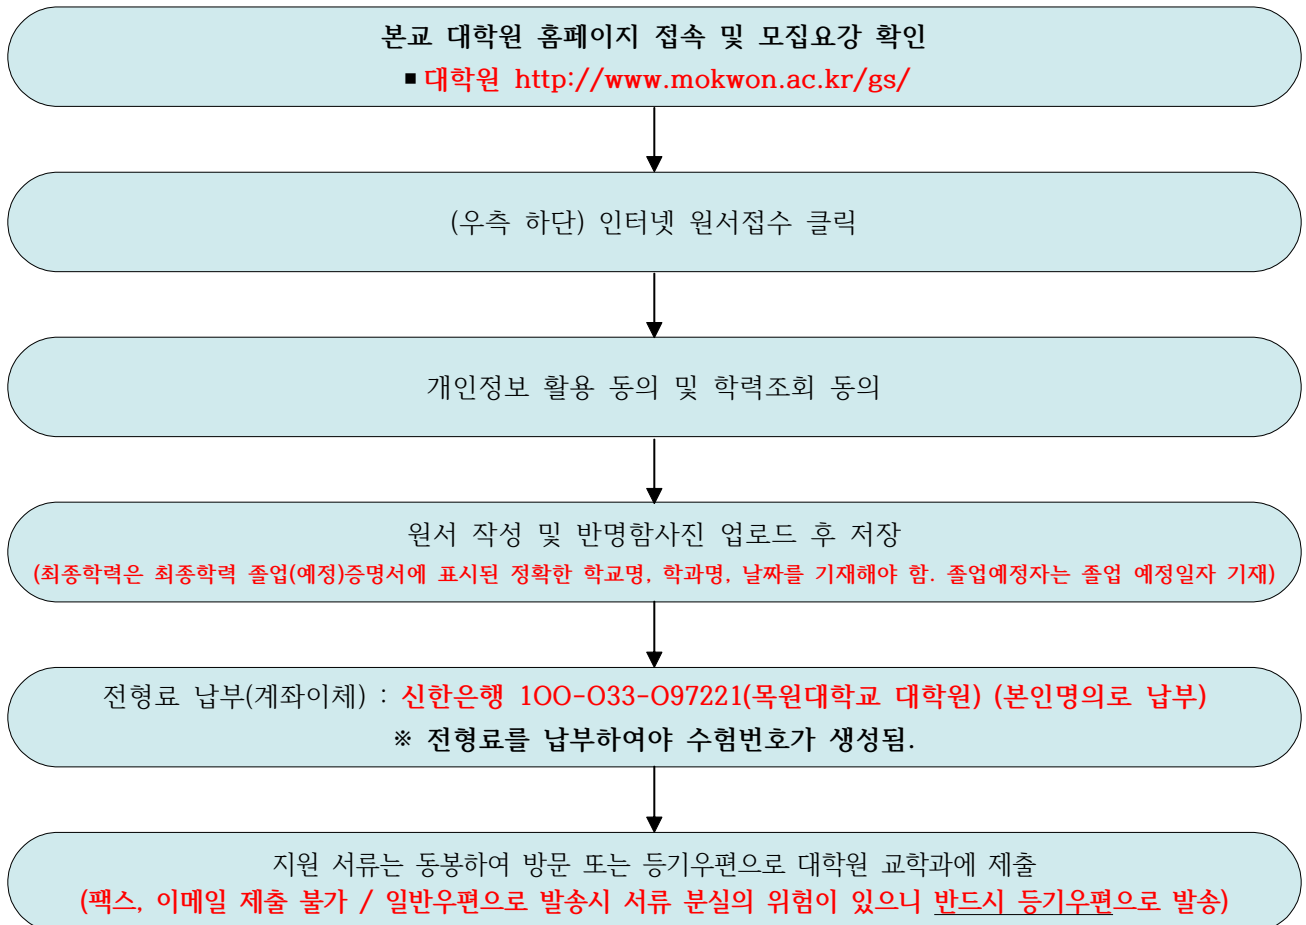 본교 대학원 홈페이지 접속 및 모집요강 확인
▪ 대학원 http://www.mokwon.ac.kr/gs/
(우측 하단) 인터넷 원서접수 클릭
개인정보 활용 동의 및 학력조회 동의
원서 작성 및 반명함사진 업로드 후 저장
(최종학력은 최종학력 졸업(예정)증명서에 표시된 정확한 학교명, 학과명, 날짜를 기재해야 함. 졸업예정자는 졸업 예정일자 기재)
전형료 납부(계좌이체) : 신한은행 100-033-097221(목원대학교 대학원) (본인명의로 납부)
※ 전형료를 납부하여야 수험번호가 생성됨.
지원 서류는 동봉하여 방문 또는 등기우편으로 대학원 교학과에 제출
(팩스, 이메일 제출 불가 / 일반우편으로 발송시 서류 분실의 위험이 있으니 반드시 등기우편으로 발송)